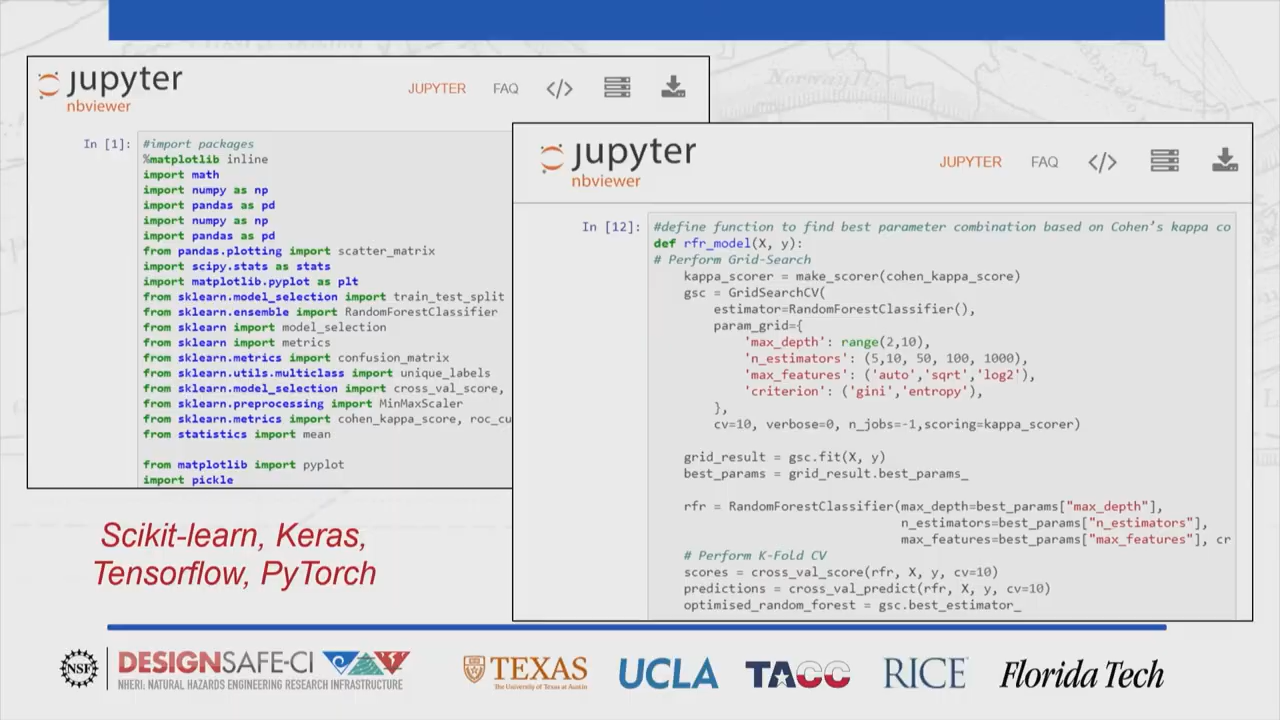 jupyter
nbviewer
JUPYTER FAQ </>
In [1]:
#import packages
%matplotlib inline
import math
import numpy as np
import pandas as pd
import numpy as np
import pandas as pd
from pandas.plotting import scatter_matrix
import scipy.stats as stats
import matplotlib.pyplot as plt
from sklearn.model_selection import train_test_split
from sklearn.ensemble import RandomForestClassifier
from sklearn import model_selection
from sklearn import metrics
from sklearn.metrics import confusion_matrix
from sklearn.utils.multiclass import unique_labels
from sklearn.model_selection import cross_val_score,
from sklearn.preprocessing import MinMaxScaler
from sklearn.metrics import cohen_kappa_score, roc_cu
from statistics import mean
from matplotlib import pyplot
import pickle
jupyter
nbviewer
JUPYTER FAQ </>
In [12]:
#define function to find best parameter combination based on Cohen's kappa co
def rfr_model(X, y):
# Perform Grid-Search
kappa_scorer = make_scorer(cohen_kappa_score)
gsc = GridSearchCV(
estimator=RandomForestClassifier(),
param_grid={
'max_depth': range(2,10),
'n_estimators': (5,10, 50, 100, 1000),
'max_features': ('auto','sqrt','log2'),
'criterion': ('gini','entropy'),
},
cv=10, verbose=0, n_jobs=-1,scoring=kappa_scorer)
grid_result = gsc.fit(X, y)
best_params = grid_result.best_params_
rfr = RandomForestClassifier(max_depth=best_params["max_depth"],
n_estimators=best_params["n_estimators"],
max_features=best_params["max_features"], cr
# Perform K-Fold CV
scores = cross_val_score(rfr, X, y, cv=10)
predictions = cross_val_predict(rfr, X, y, cv=10)
optimised_random_forest = gsc.best_estimator_
Scikit-learn, Keras,
Tensorflow, PyTorch
NSF
DESIGNSAFE-CI
NHERI: NATURAL HAZARDS ENGINEERING RESEARCH INFRASTRUCTURE
TEXAS
The University of Texas at Austin
UCLA
TACC
RICE
Florida Tech